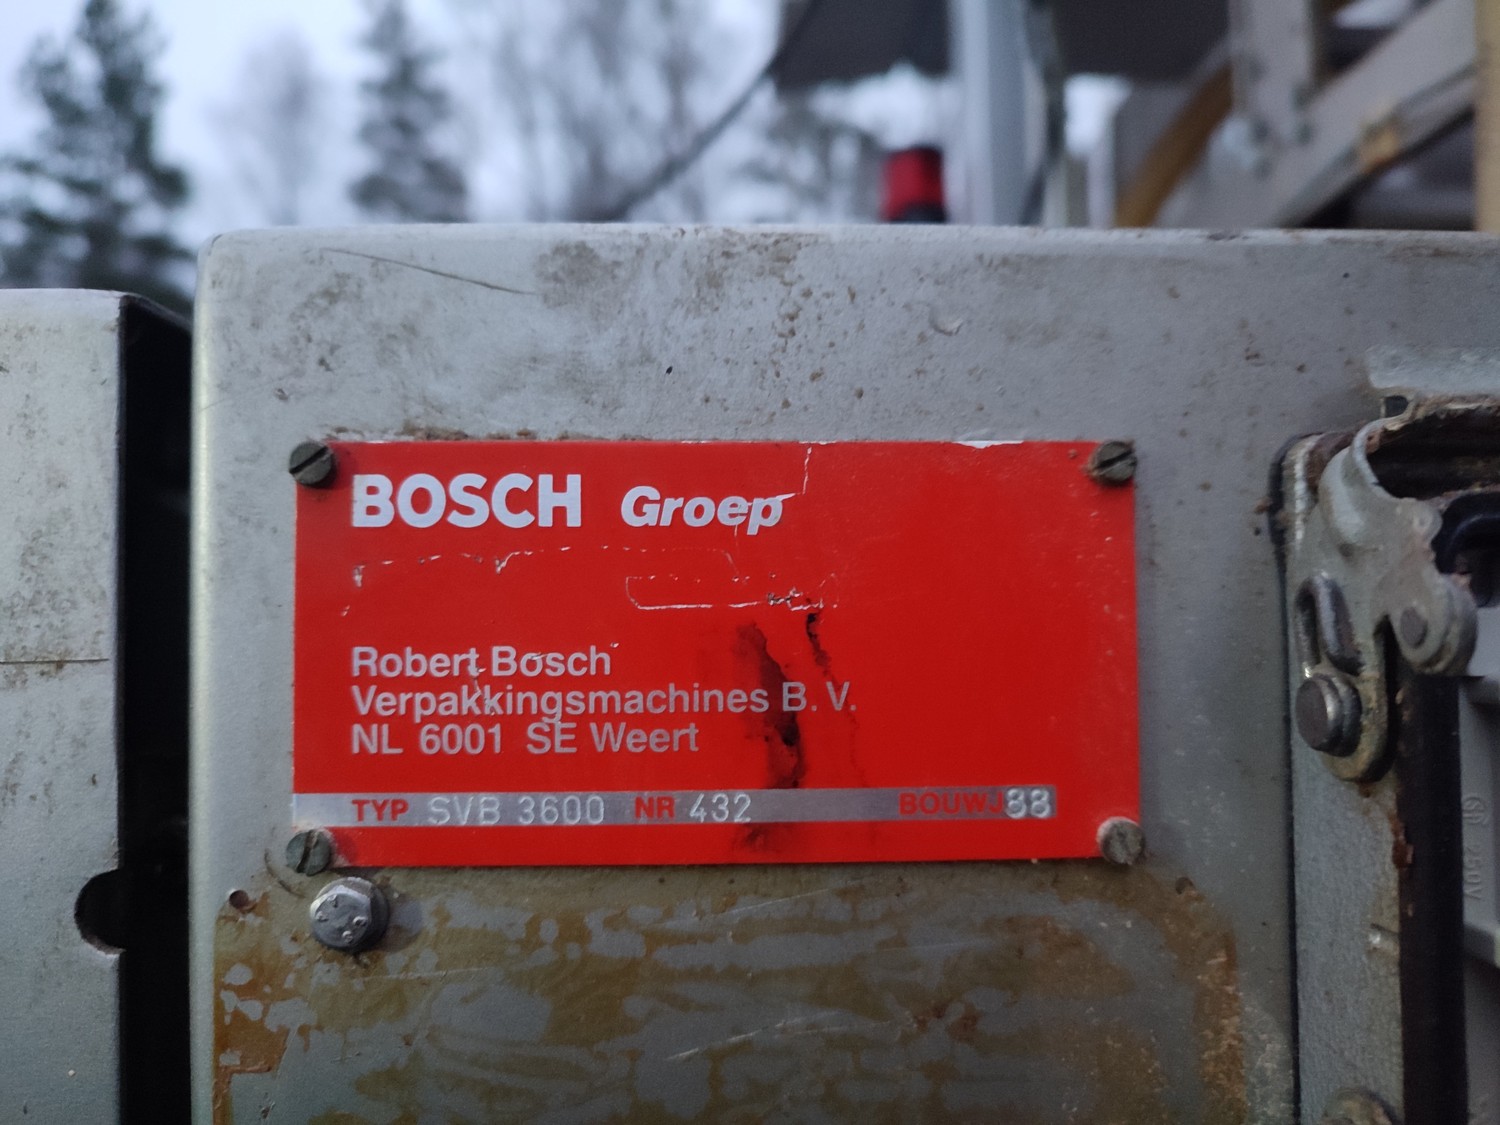 BOSCH Groep
Robert Bosch
Verpakkingsmachines B. V.
NL 6001 SE Weert
TYP SVB 3600 NR 432 BOUWJ 88